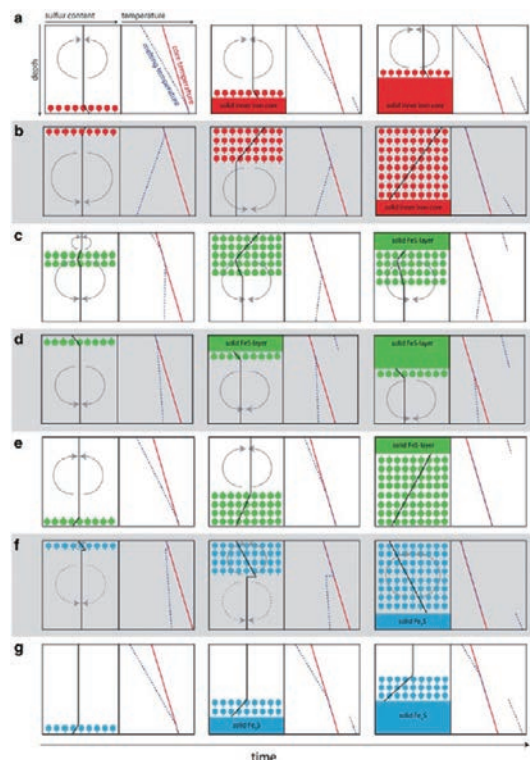 sulfur content temperature
a
depth
melting temperature
core temperature
solid inner iron core
solid inner iron core
b
solid inner iron core
c
solid FeS-layer
d
solid FeS-layer
solid FeS-layer
e
solid FeS-layer
f
solid Fe₃S
g
solid Fe₃S
solid Fe₃S
time